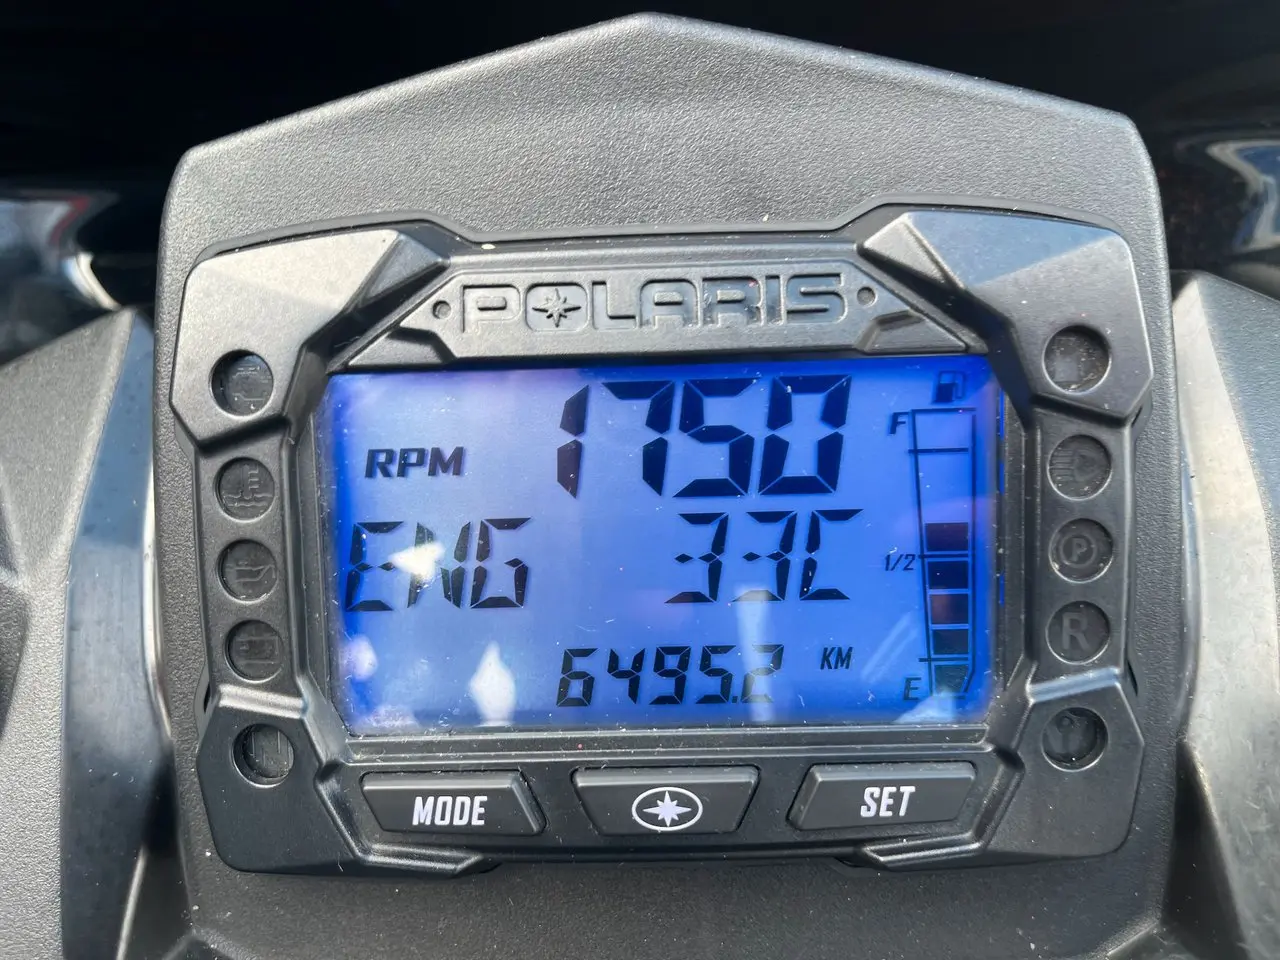 POLARIS
RPM 1750
F
ENG 33C
1/2
6495.2 KM
E
P
R
MODE SET